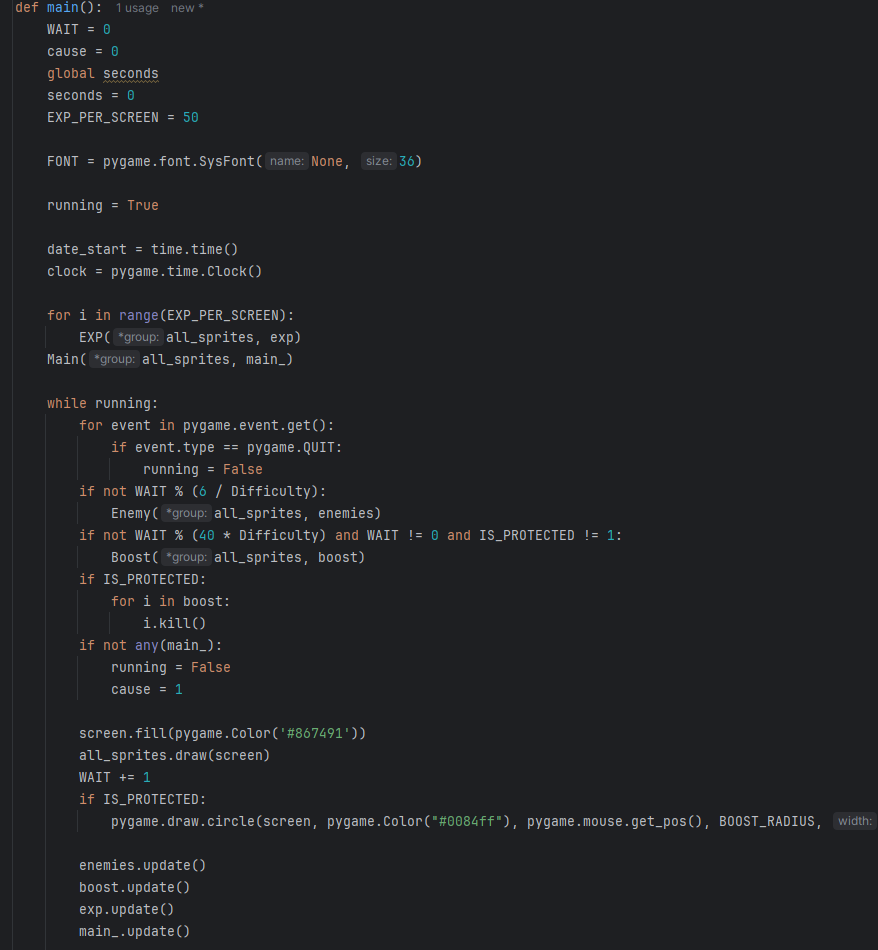 def main(): 1 usage new *
WAIT = 0
cause = 0
global seconds
seconds = 0
EXP_PER_SCREEN = 50
FONT = pygame.font.SysFont( name: None, size: 36)
running = True
date_start = time.time()
clock = pygame.time.Clock()
for i in range(EXP_PER_SCREEN):
EXP( *group: all_sprites, exp)
Main( *group: all_sprites, main_)
while running:
for event in pygame.event.get():
if event.type == pygame.QUIT:
running = False
if not WAIT % (6 / Difficulty):
Enemy( *group: all_sprites, enemies)
if not WAIT % (40 * Difficulty) and WAIT != 0 and IS_PROTECTED != 1:
Boost( *group: all_sprites, boost)
if IS_PROTECTED:
for i in boost:
i.kill()
if not any(main_):
running = False
cause = 1
screen.fill(pygame.Color('#867491'))
all_sprites.draw(screen)
WAIT += 1
if IS_PROTECTED:
pygame.draw.circle(screen, pygame.Color("#0084ff"), pygame.mouse.get_pos(), BOOST_RADIUS, width:
enemies.update()
boost.update()
exp.update()
main_.update()